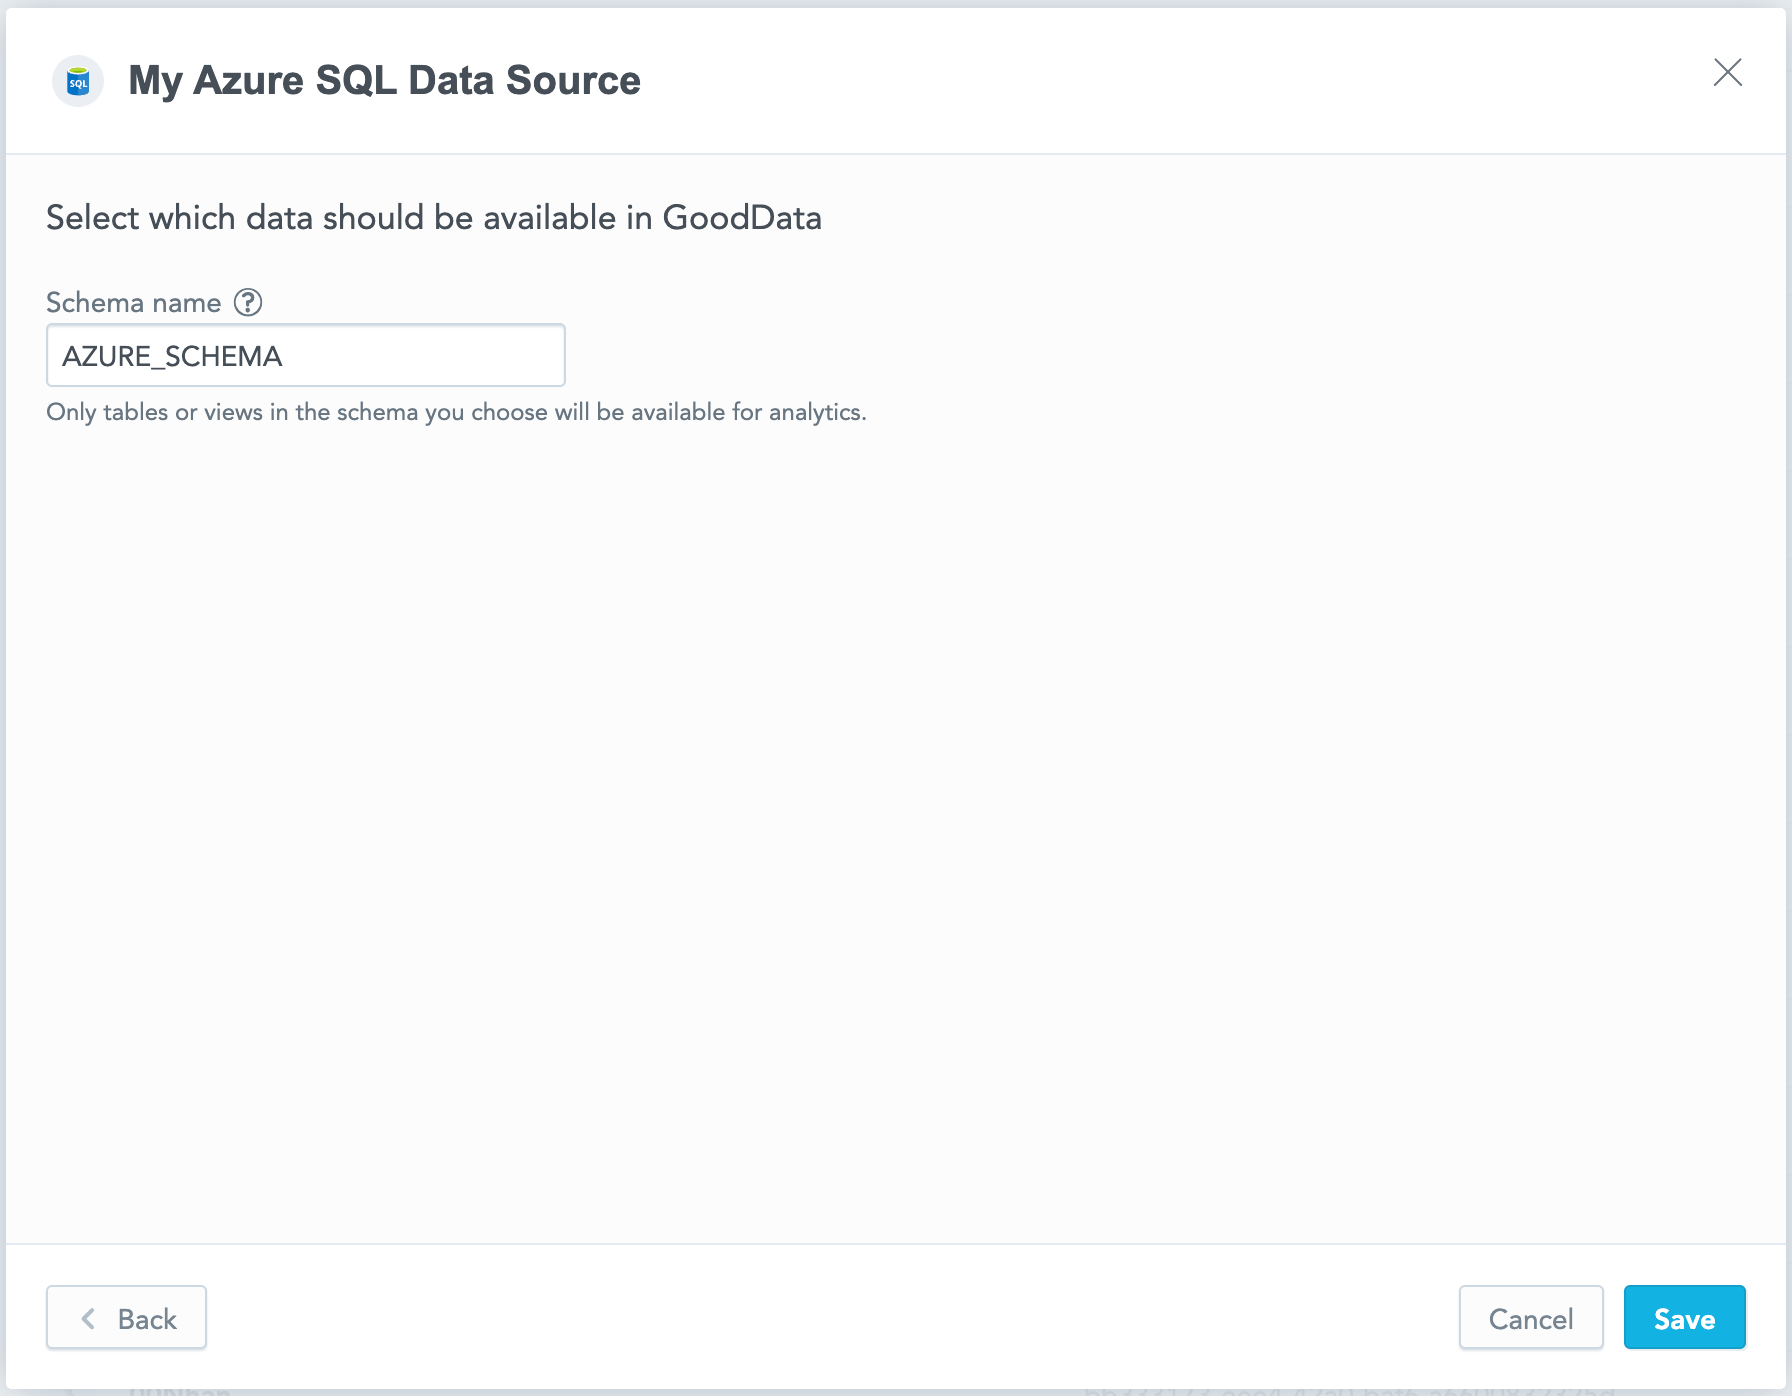 SQL
My Azure SQL Data Source
Select which data should be available in GoodData
Schema name ?
AZURE_SCHEMA
Only tables or views in the schema you choose will be available for analytics.
Back
Cancel
Save